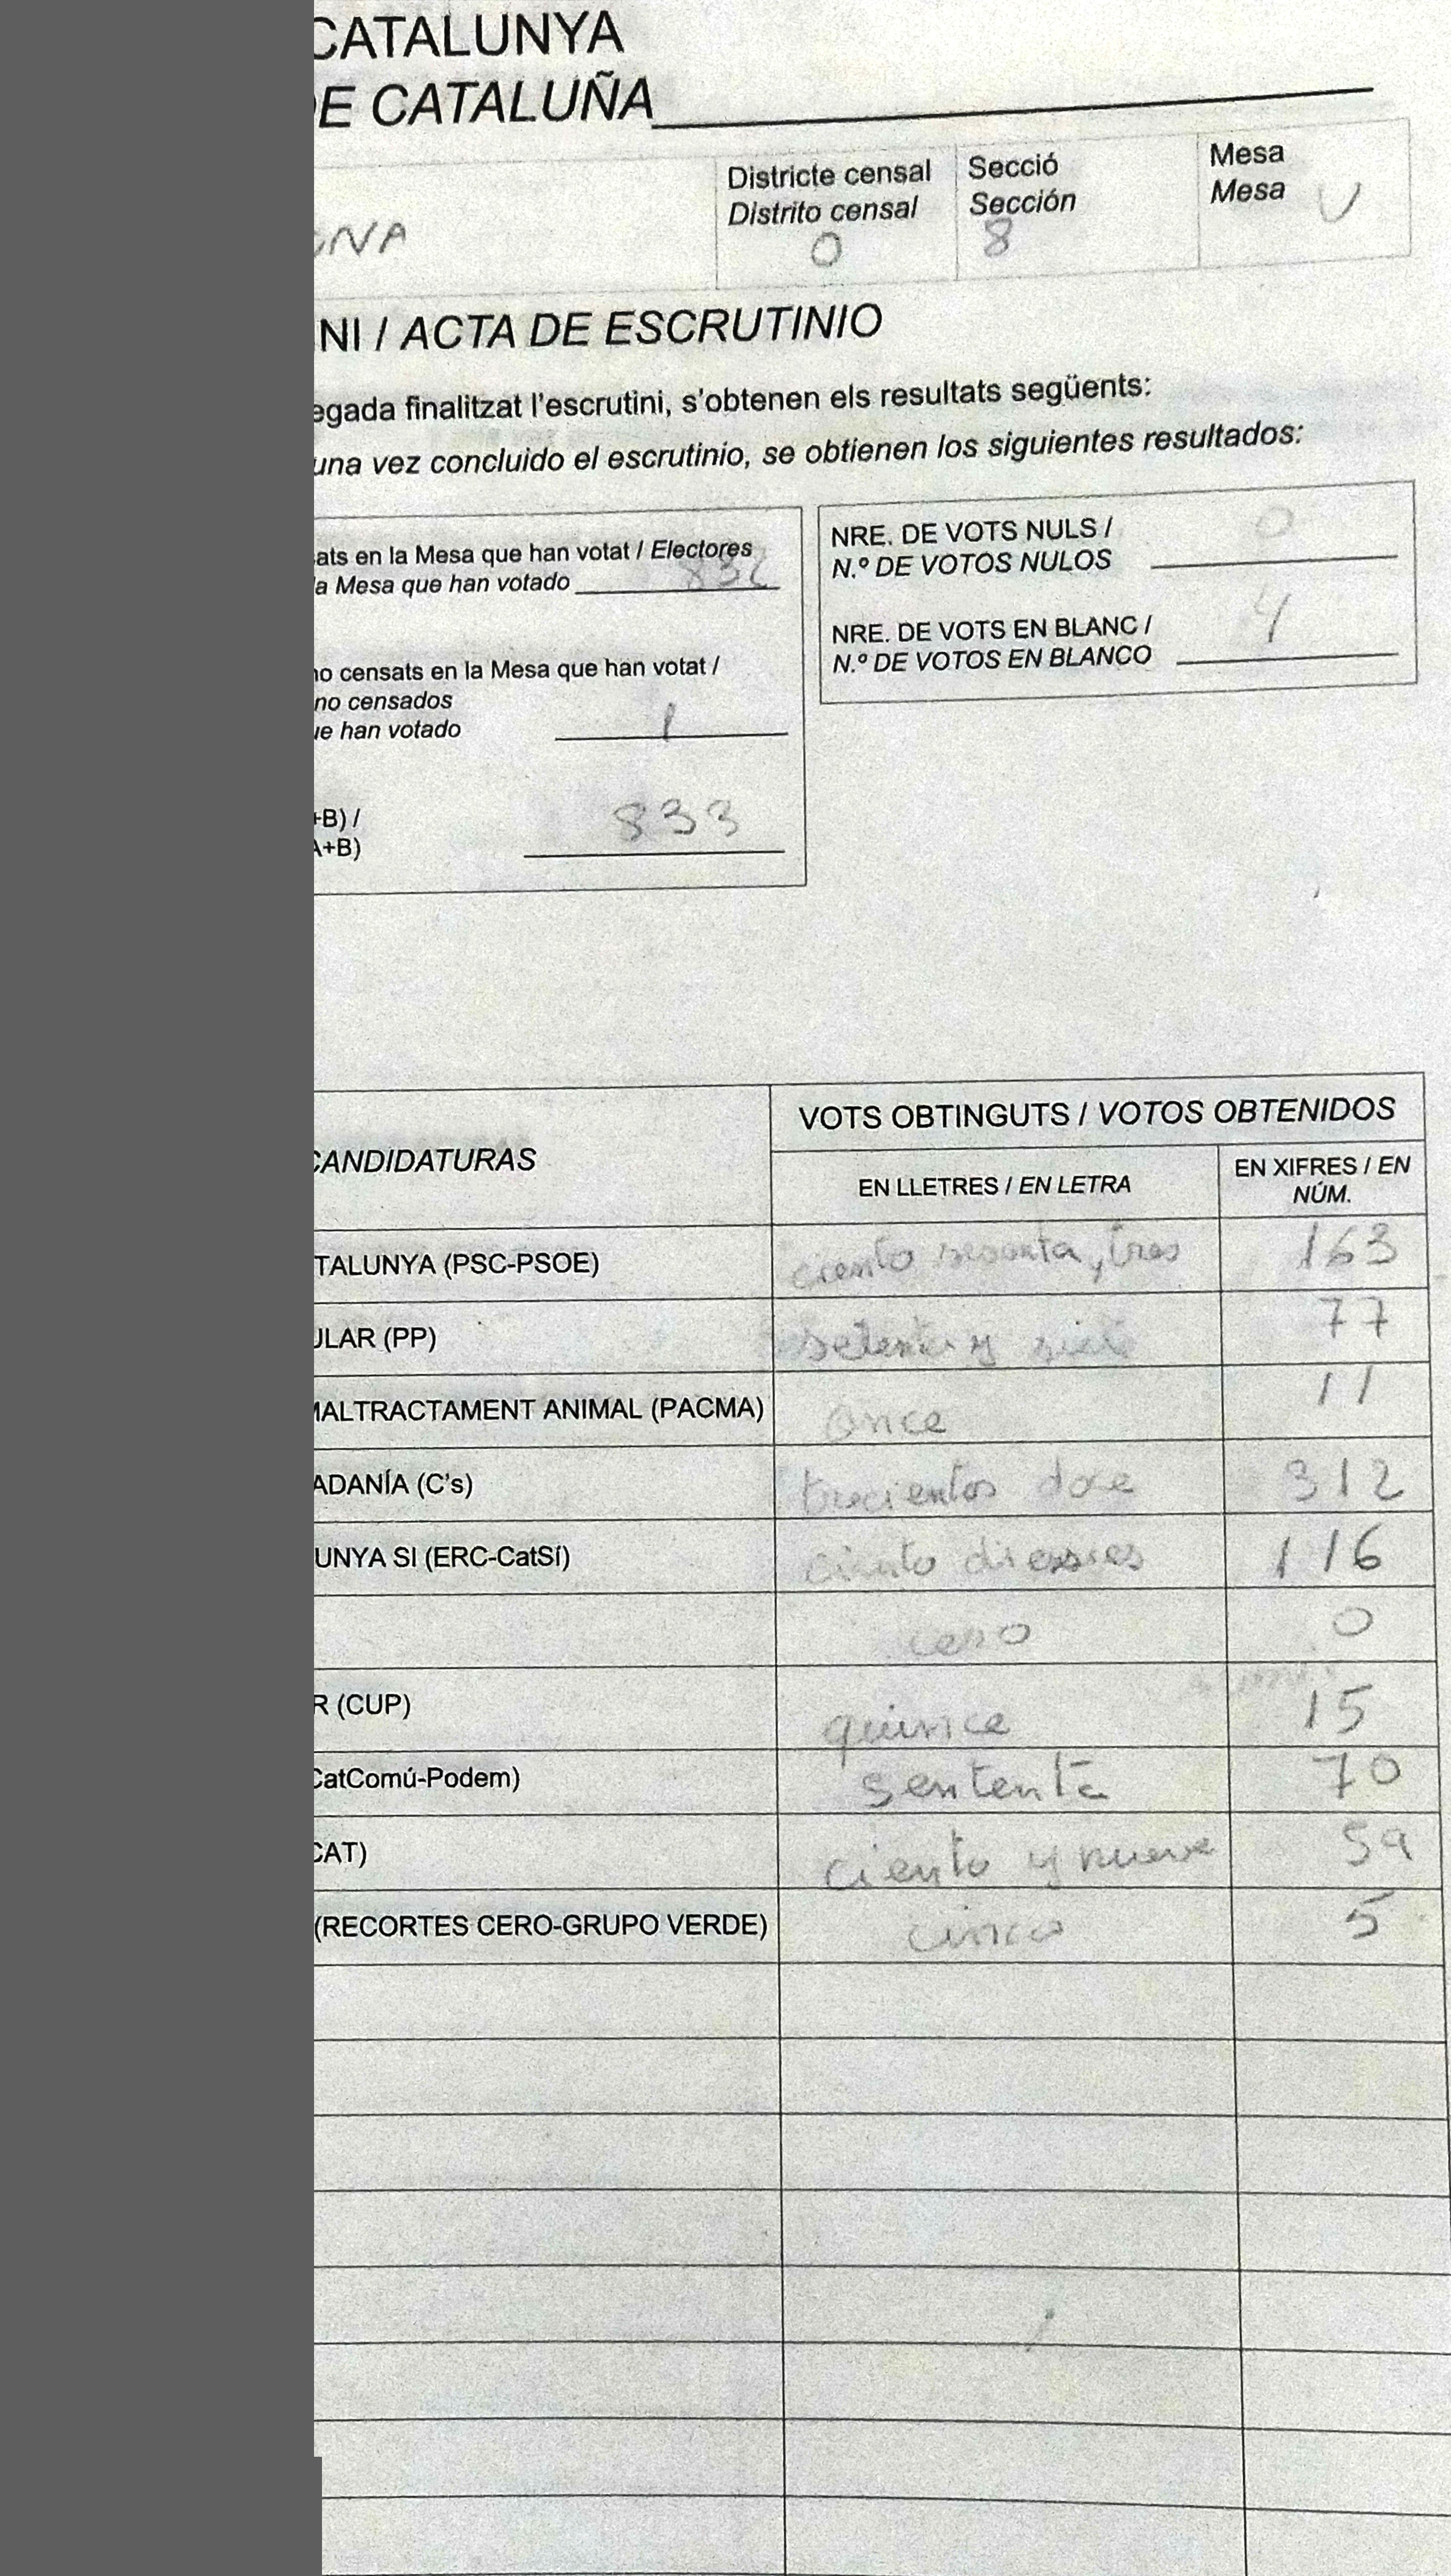 CATALUNYA
E CATALUÑA
Districte censal
Distrito censal
0
Secció
Sección
8
Mesa
Mesa U
NA
NI / ACTA DE ESCRUTINIO
egada finalitzat l'escrutini, s'obtenen els resultats següents:
una vez concluido el escrutinio, se obtienen los siguientes resultados:
ats en la Mesa que han votat / Electores
a Mesa que han votado 832
no censats en la Mesa que han votat /
no censados
ue han votado 1
+B) /
A+B) 833
NRE. DE VOTS NULS / 0
N.º DE VOTOS NULOS
NRE. DE VOTS EN BLANC / 4
N.º DE VOTOS EN BLANCO
CANDIDATURAS
VOTS OBTINGUTS / VOTOS OBTENIDOS
EN LLETRES / EN LETRA
EN XIFRES / EN
NÚM.
TALUNYA (PSC-PSOE) ciento sesenta y tres 163
ULAR (PP) setenta y siete 77
MALTRACTAMENT ANIMAL (PACMA) once 11
ADANÍA (C's) trecientos doce 312
UNYA SI (ERC-CatSí) ciento 116
cero 0
R (CUP) quince 15
CatComú-Podem) sententa 70
CAT) ciento y nueve 59
(RECORTES CERO-GRUPO VERDE) cinco 5